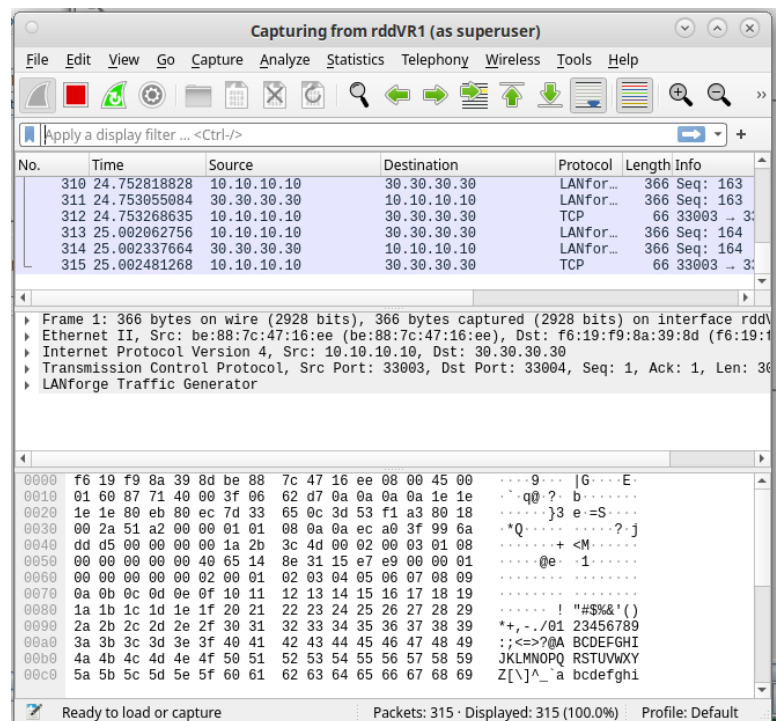 Capturing from rddVR1 (as superuser)
File Edit View Go Capture Analyze Statistics Telephony Wireless Tools Help
Apply a display filter ... <Ctrl-/>
No. Time Source Destination Protocol Length Info
310 24.752818828 10.10.10.10 30.30.30.30 LANfor… 366 Seq: 163
311 24.753055084 30.30.30.30 10.10.10.10 LANfor… 366 Seq: 163
312 24.753268635 10.10.10.10 30.30.30.30 TCP 66 33003 → 33
313 25.002062756 10.10.10.10 30.30.30.30 LANfor… 366 Seq: 164
314 25.002337664 30.30.30.30 10.10.10.10 LANfor… 366 Seq: 164
315 25.002481268 10.10.10.10 30.30.30.30 TCP 66 33003 → 33
Frame 1: 366 bytes on wire (2928 bits), 366 bytes captured (2928 bits) on interface rddV
Ethernet II, Src: be:88:7c:47:16:ee (be:88:7c:47:16:ee), Dst: f6:19:f9:8a:39:8d (f6:19:f
Internet Protocol Version 4, Src: 10.10.10.10, Dst: 30.30.30.30
Transmission Control Protocol, Src Port: 33003, Dst Port: 33004, Seq: 1, Ack: 1, Len: 30
LANforge Traffic Generator
0000 f6 19 f9 8a 39 8d be 88 7c 47 16 ee 08 00 45 00 ····9··· |G····E·
0010 01 60 87 71 40 00 3f 06 62 d7 0a 0a 0a 0a 1e 1e ·`·q@·?· b·······
0020 1e 1e 80 eb 80 ec 7d 33 65 0c 3d 53 f1 a3 80 18 ······}3 e·=S····
0030 00 2a 51 a2 00 00 01 01 08 0a 0a ec a0 3f 99 6a ·*Q····· ·····?·j
0040 dd d5 00 00 00 00 1a 2b 3c 4d 00 02 00 03 01 08 ·······+ <M······
0050 00 00 00 00 00 40 65 14 8e 31 15 e7 e9 00 00 01 ·····@e· ·1······
0060 00 00 00 00 00 02 00 01 02 03 04 05 06 07 08 09 ········ ········
0070 0a 0b 0c 0d 0e 0f 10 11 12 13 14 15 16 17 18 19 ········ ········
0080 1a 1b 1c 1d 1e 1f 20 21 22 23 24 25 26 27 28 29 ······ ! "#$%&'()
0090 2a 2b 2c 2d 2e 2f 30 31 32 33 34 35 36 37 38 39 *+,-./01 23456789
00a0 3a 3b 3c 3d 3e 3f 40 41 42 43 44 45 46 47 48 49 :;<=>?@A BCDEFGHI
00b0 4a 4b 4c 4d 4e 4f 50 51 52 53 54 55 56 57 58 59 JKLMNOPQ RSTUVWXY
00c0 5a 5b 5c 5d 5e 5f 60 61 62 63 64 65 66 67 68 69 Z[\]^_`a bcdefghi
Ready to load or capture Packets: 315 · Displayed: 315 (100.0%) Profile: Default